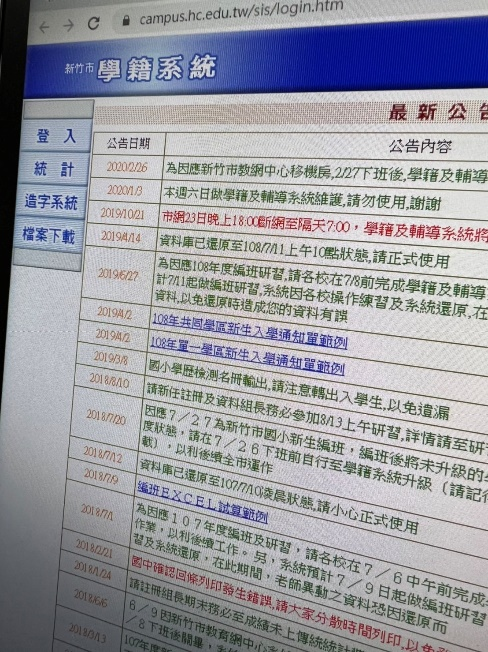 campus.hc.edu.tw/sis/login.htm
新竹市 學籍系統
最新公告
登 入
統 計
造字系統
檔案下載
公告日期 公告內容
2020/2/26 為因應新竹市教網中心移機房,2/27下班後,學籍及輔導
2020/1/3 本週六日做學籍及輔導系統維護,請勿使用,謝謝
2019/10/21 市網23日晚上18:00斷網至隔天7:00，學籍及輔導系統將
2019/4/14 資料庫已還原至108/7/11上午10點狀態,請正式使用
2019/6/27 為因應108年度編班研習,請各校在7/8前完成學籍及輔導
計7/11起做編班研習,系統因各校操作練習及系統還原,在
資料,以免還原時造成您的資料有誤
2019/4/2 108年共同學區新生入學通知單範例
2019/4/2 108年單一學區新生入學通知單範例
2019/3/8 國小學歷檢測名冊輸出,請注意轉出入學生,以免遺漏
2018/8/10 請新任註冊及資料組長務必參加8/13上午研習,詳情請至研
2018/7/20 因應７／２７為新竹市國小新生編班，編班後將未升級的
度狀態，請在７／２６下班前自行至學籍系統升級（請記得
載），以利後續全市運作
2018/7/12 資料庫已還原至107/7/10凌晨狀態,請小心正式使用
2018/7/9 編班ＥＸＣＥＬ試算範例
2018/7/1 為因應１０７年度編班及研習，請各校在７／６中午前完成
作業，以利後續工作。另，系統預計７／９日起做編班研習
習及系統還原，在此期間，老師異動之資料恐因還原而
2018/2/21 國中確認回條列印發生錯誤,請大家分散時間列印,以免
2018/1/24 請註冊組長期末務必至成績未上傳統統計
2018/6/6 6／9因新竹市教育網中心
／8下班後關臺，
2018/3/13 107年度新